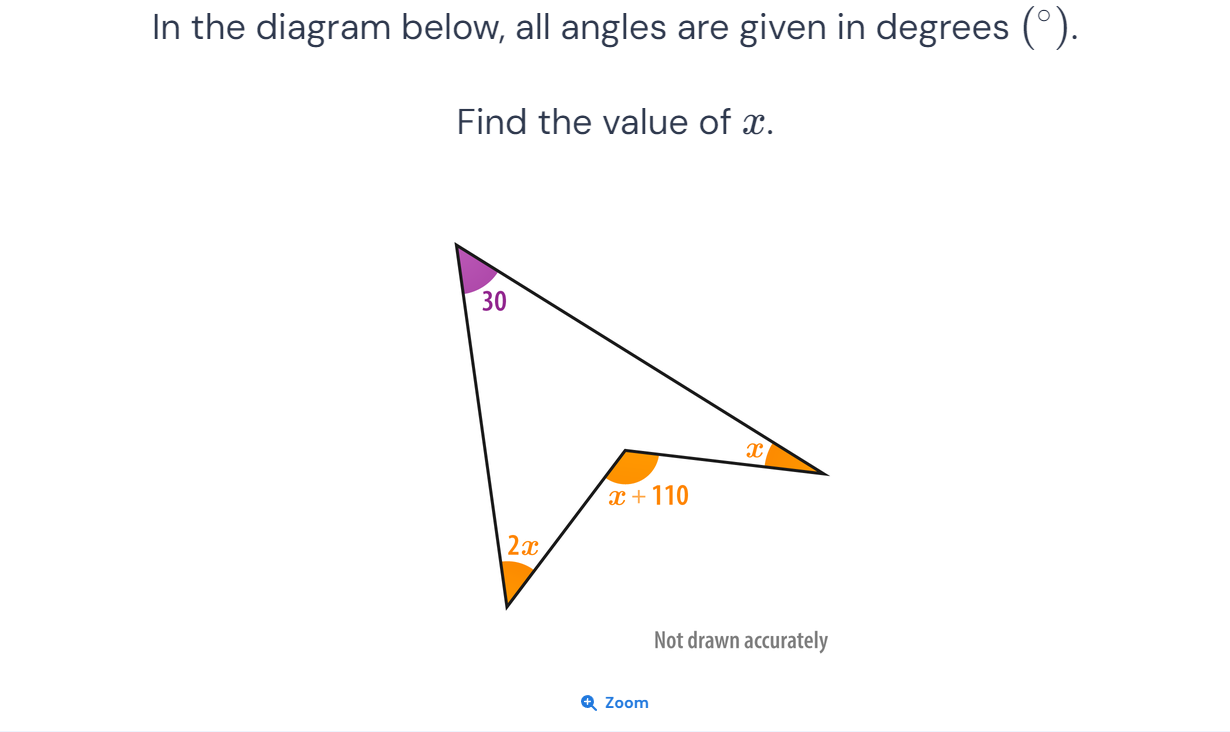 In the diagram below, all angles are given in degrees (°).
Find the value of x.
30
x
x + 110
2x
Not drawn accurately
Zoom